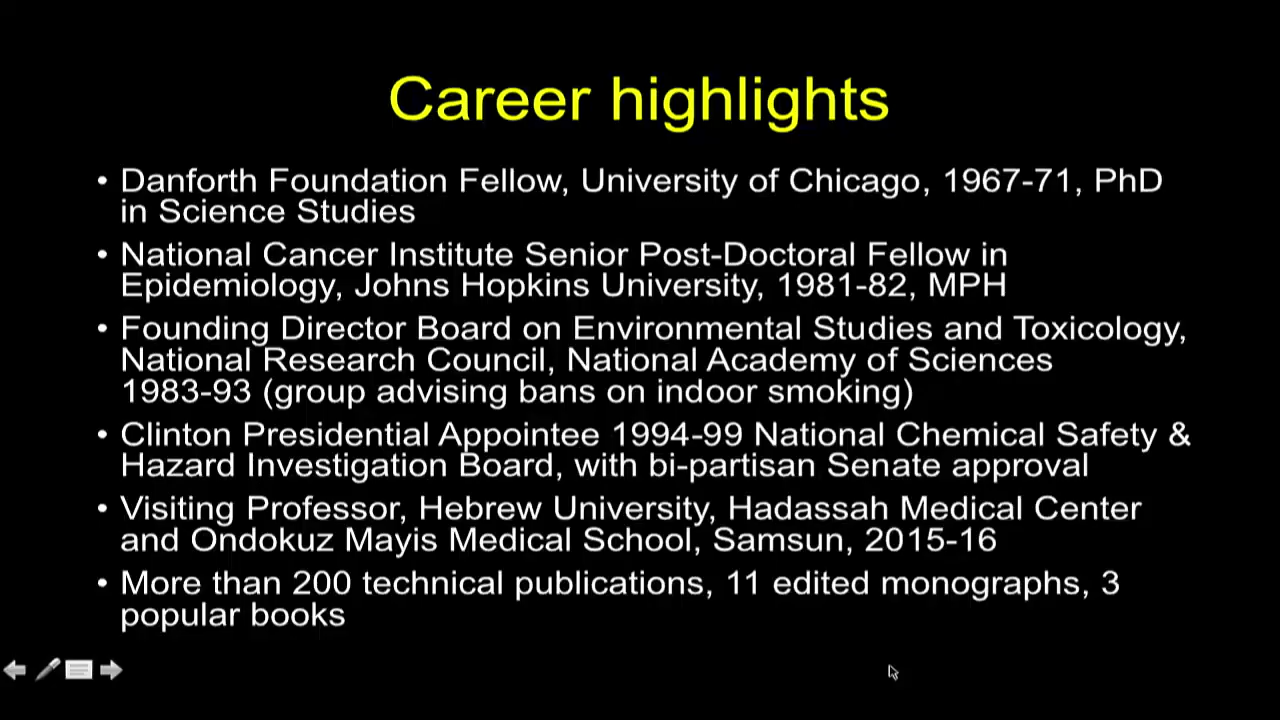 Career highlights
• Danforth Foundation Fellow, University of Chicago, 1967-71, PhD
in Science Studies
• National Cancer Institute Senior Post-Doctoral Fellow in
Epidemiology, Johns Hopkins University, 1981-82, MPH
• Founding Director Board on Environmental Studies and Toxicology,
National Research Council, National Academy of Sciences
1983-93 (group advising bans on indoor smoking)
• Clinton Presidential Appointee 1994-99 National Chemical Safety &
Hazard Investigation Board, with bi-partisan Senate approval
• Visiting Professor, Hebrew University, Hadassah Medical Center
and Ondokuz Mayis Medical School, Samsun, 2015-16
• More than 200 technical publications, 11 edited monographs, 3
popular books